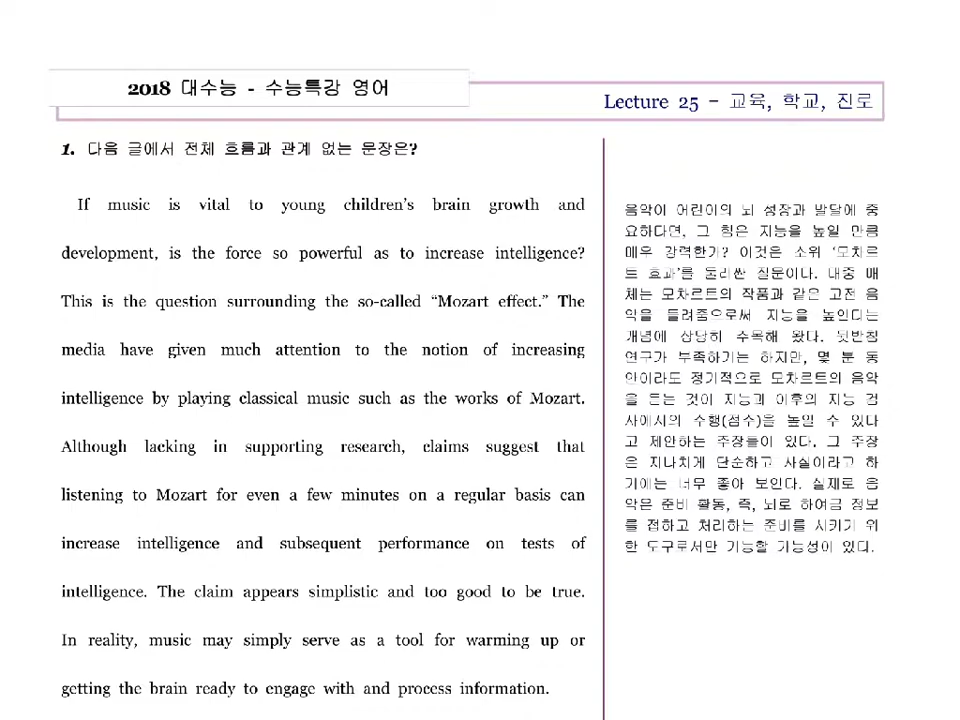 2018 대수능 - 수능특강 영어
Lecture 25 - 교육, 학교, 진로
1. 다음 글에서 전체 흐름과 관계 없는 문장은?
If music is vital to young children's brain growth and
development, is the force so powerful as to increase intelligence?
This is the question surrounding the so-called “Mozart effect.” The
media have given much attention to the notion of increasing
intelligence by playing classical music such as the works of Mozart.
Although lacking in supporting research, claims suggest that
listening to Mozart for even a few minutes on a regular basis can
increase intelligence and subsequent performance on tests of
intelligence. The claim appears simplistic and too good to be true.
In reality, music may simply serve as a tool for warming up or
getting the brain ready to engage with and process information.
음악이 어린이의 뇌 성장과 발달에 중
요하다면, 그 힘은 지능을 높일 만큼
매우 강력한가? 이것은 소위 ‘모차르
트 효과’를 둘러싼 질문이다. 대중 매
체는 모차르트의 작품과 같은 고전 음
악을 들려줌으로써 지능을 높인다는
개념에 상당히 주목해 왔다. 뒷받침
연구가 부족하기는 하지만, 몇 분 동
안이라도 정기적으로 모차르트의 음악
을 듣는 것이 지능과 이후의 지능 검
사에서의 수행(점수)을 높일 수 있다
고 제안하는 주장들이 있다. 그 주장
은 지나치게 단순하고 사실이라고 하
기에는 너무 좋아 보인다. 실제로 음
악은 준비 활동, 즉, 뇌로 하여금 정보
를 접하고 처리하는 준비를 시키기 위
한 도구로서만 기능할 가능성이 있다.